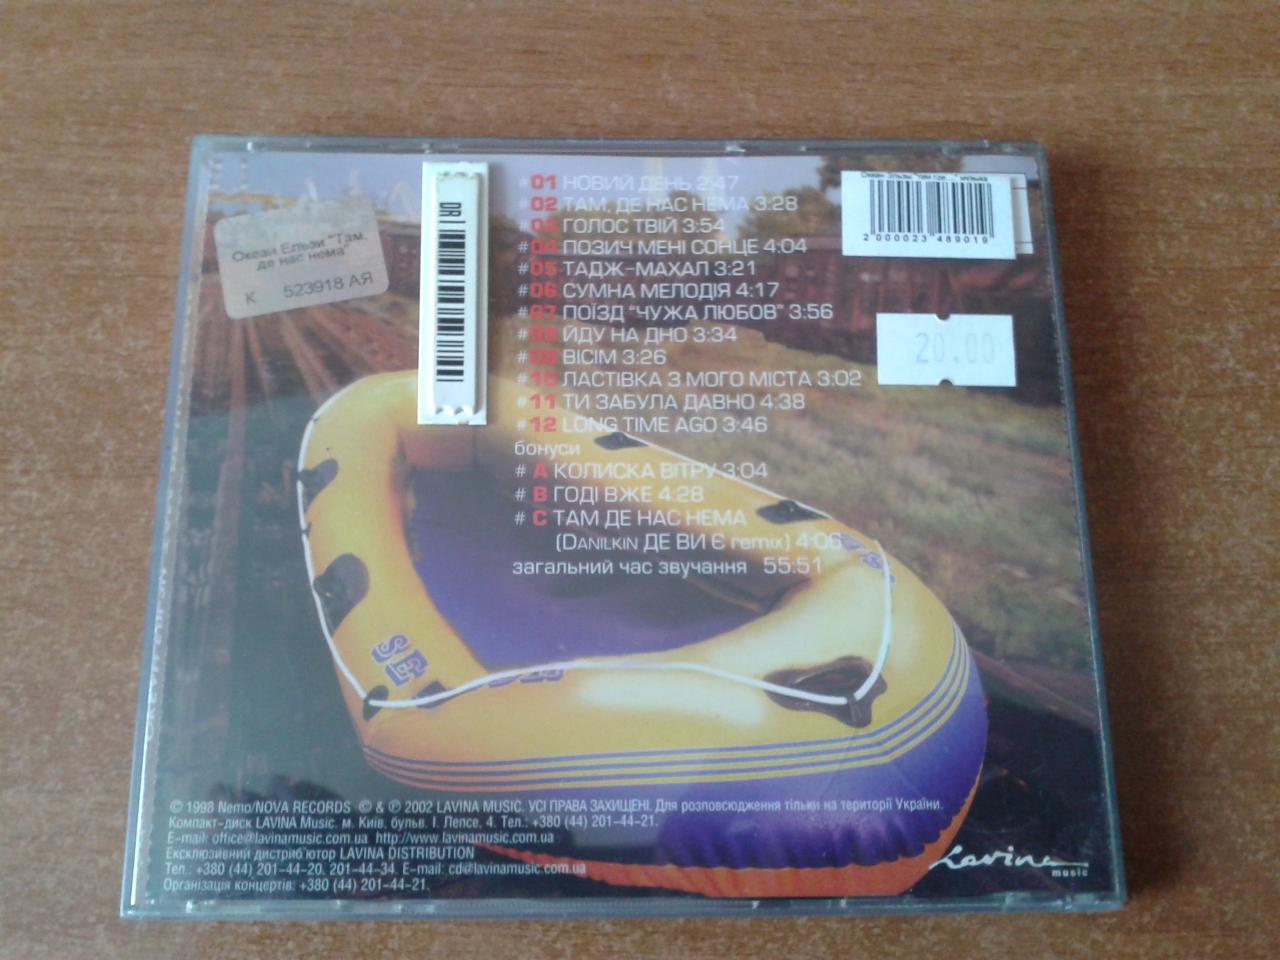 Океан Ельзи "Там,
де нас нема"
К 523918 АЯ
#01 НОВИЙ ДЕНЬ 2:47
#02 ТАМ, ДЕ НАС НЕМА 3:28
#03 ГОЛОС ТВІЙ 3:54
#04 ПОЗИЧ МЕНІ СОНЦЕ 4:04
#05 ТАДЖ-МАХАЛ 3:21
#06 СУМНА МЕЛОДІЯ 4:17
#07 ПОЇЗД "ЧУЖА ЛЮБОВ" 3:56
#08 ЙДУ НА ДНО 3:34
#09 ВІСІМ 3:26
#10 ЛАСТІВКА З МОГО МІСТА 3:02
#11 ТИ ЗАБУЛА ДАВНО 4:38
#12 LONG TIME AGO 3:46
бонуси
# A КОЛИСКА ВІТРУ 3:04
# B ГОДІ ВЖЕ 4:28
# C ТАМ ДЕ НАС НЕМА
(DANILKIN ДЕ ВИ Є remix) 4:06
загальний час звучання 55:51
2 000023 489019
20.00
© 1998 Nemo/NOVA RECORDS © & ℗ 2002 LAVINA MUSIC. УСІ ПРАВА ЗАХИЩЕНІ. Для розповсюдження тільки на території України.
Компакт-диск LAVINA Music. м. Київ, бульв. І. Лепсе, 4. Тел.: +380 (44) 201-44-21.
E-mail: office@lavinamusic.com.ua http://www.lavinamusic.com.ua
Ексклюзивний дистриб'ютор LAVINA DISTRIBUTION
Тел.: +380 (44) 201-44-20, 201-44-34. E-mail: cd@lavinamusic.com.ua
Організація концертів: +380 (44) 201-44-21.
Lavina
music